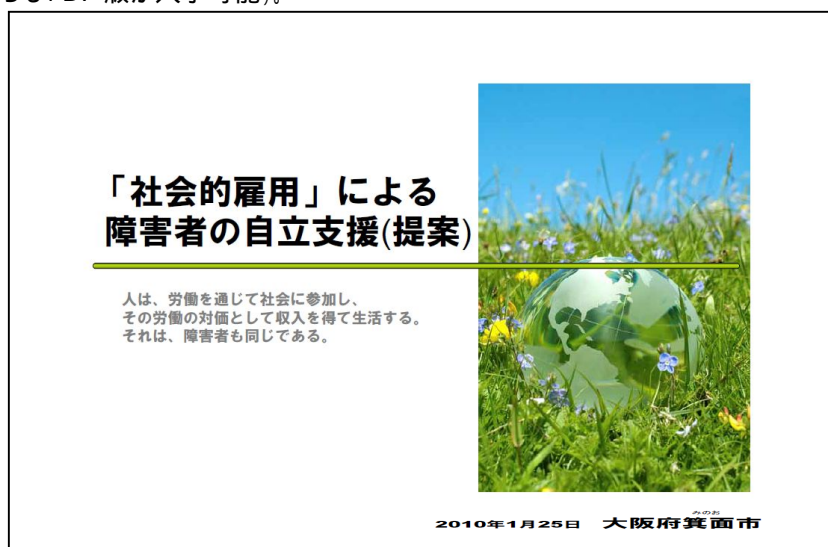 「社会的雇用」による
障害者の自立支援(提案)
人は、労働を通じて社会に参加し、
その労働の対価として収入を得て生活する。
それは、障害者も同じである。
みのお
2010年1月25日 大阪府箕面市